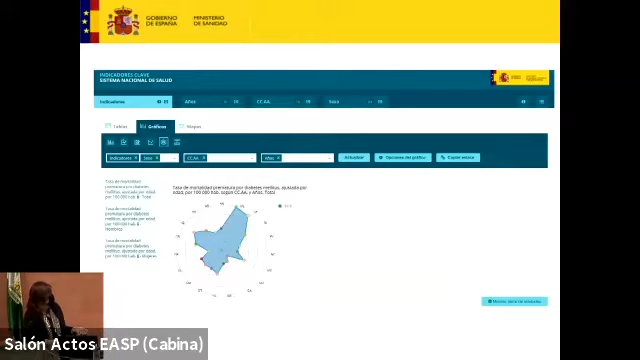 GOBIERNO
DE ESPAÑA
MINISTERIO
DE SANIDAD
INDICADORES CLAVE
SISTEMA NACIONAL DE SALUD
Indicadores
Años
CC.AA.
Sexo
Tablas
Gráficos
Mapas
Indicadores
Sexo
CC.AA.
Años
Actualizar
Opciones del gráfico
Copiar enlace
Tasa de mortalidad
prematura por diabetes
mellitus, ajustada por edad,
por 100 000 hab. Total
Tasa de mortalidad
prematura por diabetes
mellitus, ajustada por edad,
por 100 000 hab.
Hombres
Tasa de mortalidad
prematura por diabetes
mellitus, ajustada por edad,
por 100 000 hab. Mujeres
Tasa de mortalidad prematura por diabetes mellitus, ajustada por
edad, por 100 000 hab. según CC.AA. y Años. Total
Salón Actos EASP (Cabina)